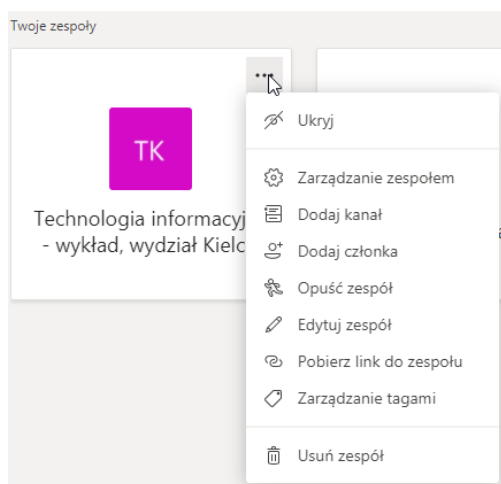 Twoje zespoły
TK
Technologia informacyj
- wykład, wydział Kielc
Ukryj
Zarządzanie zespołem
Dodaj kanał
Dodaj członka
Opuść zespół
Edytuj zespół
Pobierz link do zespołu
Zarządzanie tagami
Usuń zespół